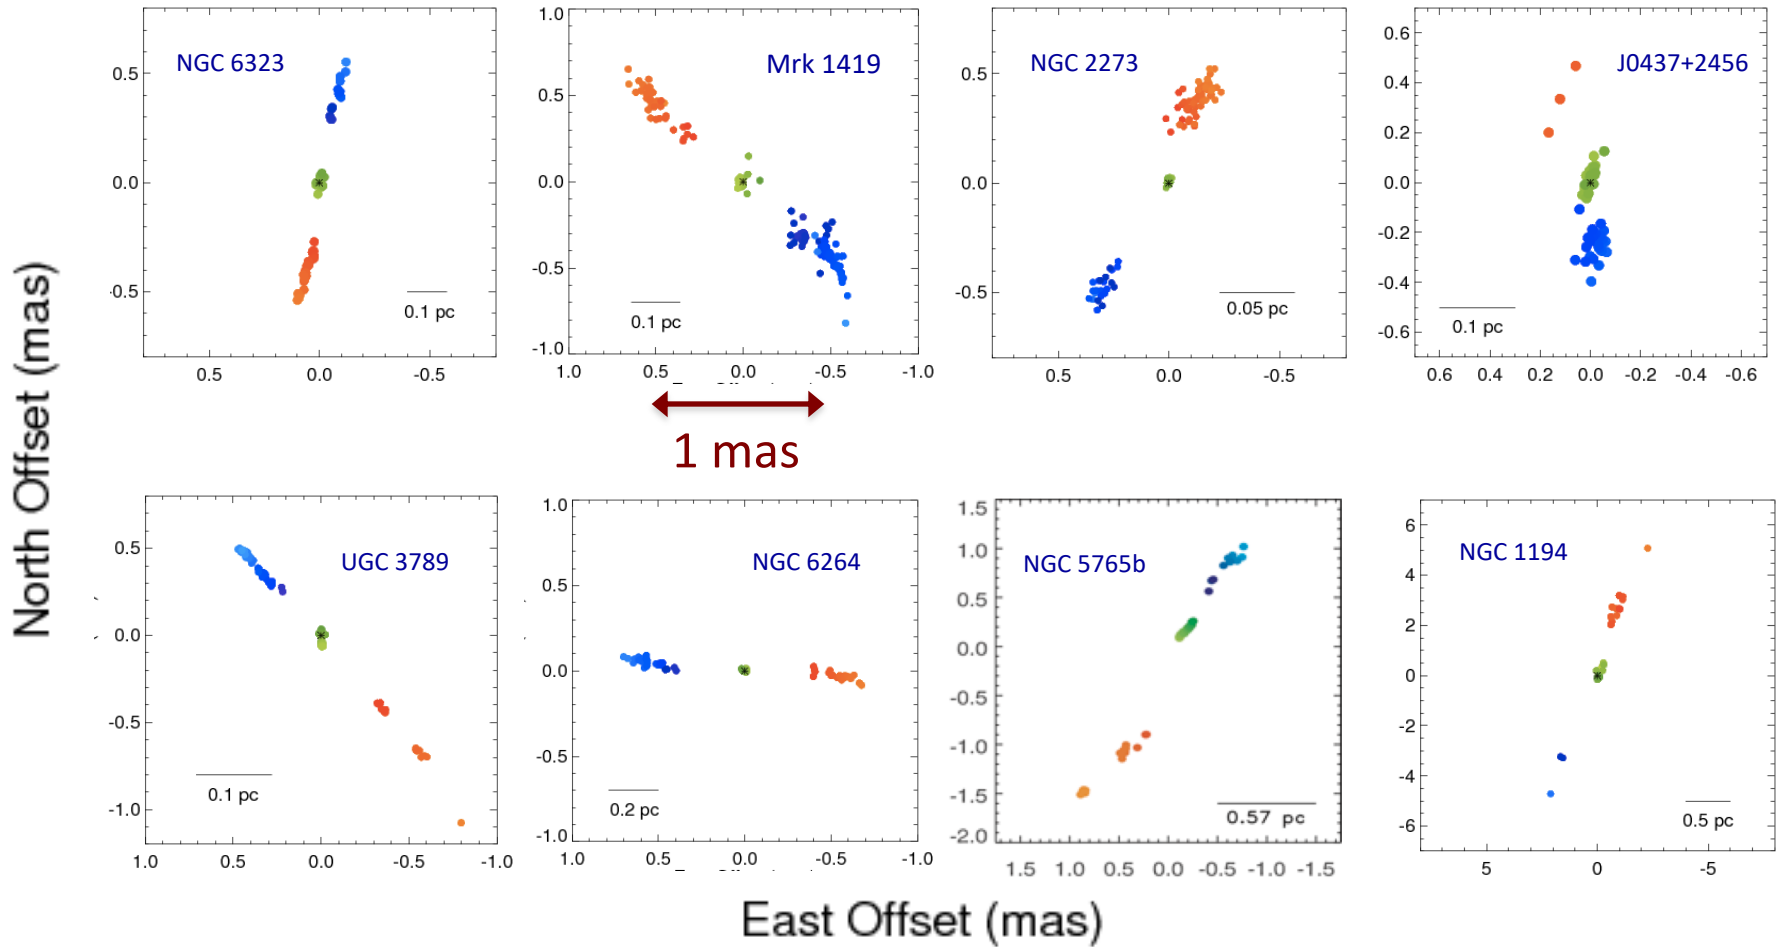 NGC 6323
0.5
0.0
-0.5
0.1 pc
0.5 0.0 -0.5
Mrk 1419
1.0
0.5
0.0
-0.5
-1.0
0.1 pc
1.0 0.5 0.0 -0.5 -1.0
NGC 2273
0.5
0.0
-0.5
0.05 pc
0.5 0.0 -0.5
J0437+2456
0.6
0.4
0.2
0.0
-0.2
-0.4
-0.6
0.1 pc
0.6 0.4 0.2 0.0 -0.2 -0.4 -0.6
1 mas
North Offset (mas)
UGC 3789
0.5
0.0
-0.5
-1.0
0.1 pc
1.0 0.5 0.0 -0.5 -1.0
NGC 6264
1.0
0.5
0.0
-0.5
-1.0
0.2 pc
1.0 0.5 0.0 -0.5 -1.0
NGC 5765b
1.5
1.0
0.5
0.0
-0.5
-1.0
-1.5
-2.0
0.57 pc
1.5 1.0 0.5 0.0 -0.5 -1.0 -1.5
NGC 1194
6
4
2
0
-2
-4
-6
0.5 pc
5 0 -5
East Offset (mas)